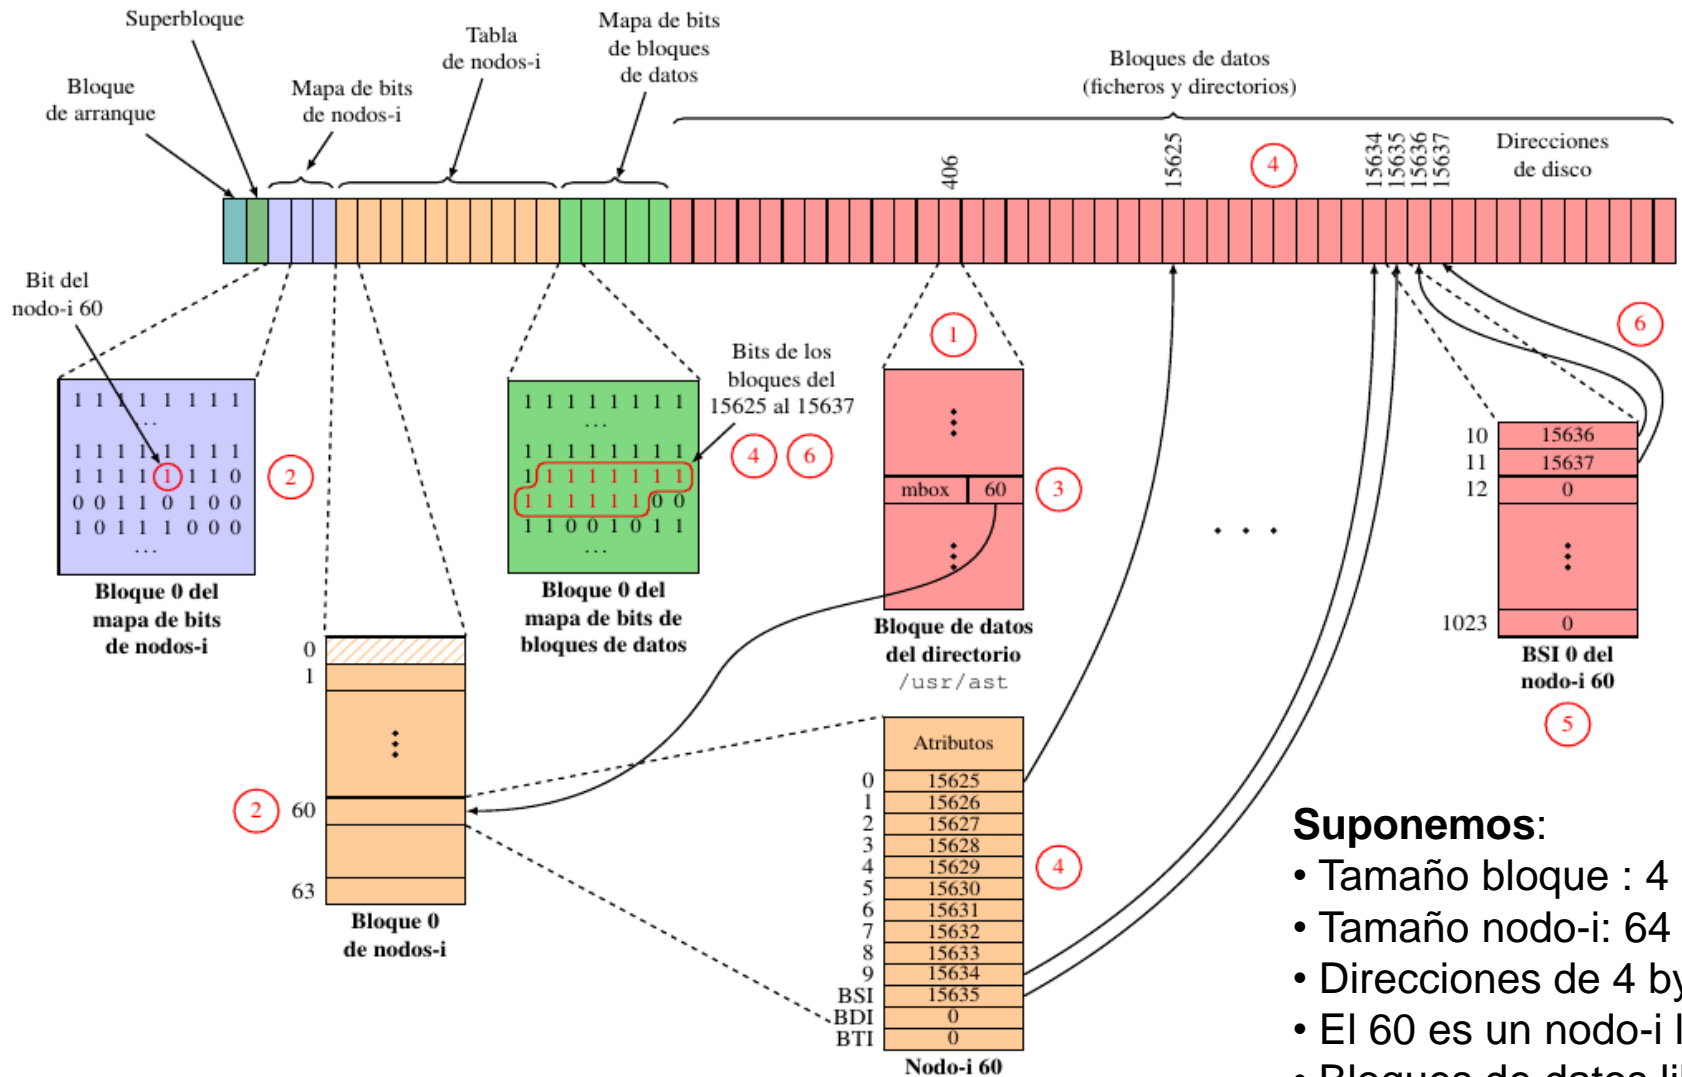 Superbloque
Bloque
de arranque
Mapa de bits
de nodos-i
Tabla
de nodos-i
Mapa de bits
de bloques
de datos
Bloques de datos
(ficheros y directorios)
406
15625
4
15634
15635
15636
15637
Direcciones
de disco
Bit del
nodo-i 60
1 1 1 1 1 1 1 1
...
1 1 1 1 1 1 1 1
1 1 1 1 1 1 1 0
0 0 1 1 0 1 0 0
1 0 1 1 1 0 0 0
...
2
Bloque 0 del
mapa de bits
de nodos-i
1 1 1 1 1 1 1 1
...
1 1 1 1 1 1 1 1
1 1 1 1 1 1 1 1
1 1 1 1 1 1 0 0
1 1 0 0 1 0 1 1
...
Bits de los
bloques del
15625 al 15637
4 6
Bloque 0 del
mapa de bits de
bloques de datos
1
mbox 60
3
Bloque de datos
del directorio
/usr/ast
. . .
6
10 15636
11 15637
12 0
1023 0
BSI 0 del
nodo-i 60
5
0
1
2
60
63
Bloque 0
de nodos-i
Atributos
0 15625
1 15626
2 15627
3 15628
4 15629
5 15630
6 15631
7 15632
8 15633
9 15634
BSI 15635
BDI 0
BTI 0
4
Nodo-i 60
Suponemos:
• Tamaño bloque : 4
• Tamaño nodo-i: 64
• Direcciones de 4 by
• El 60 es un nodo-i l
• Bloques de datos li